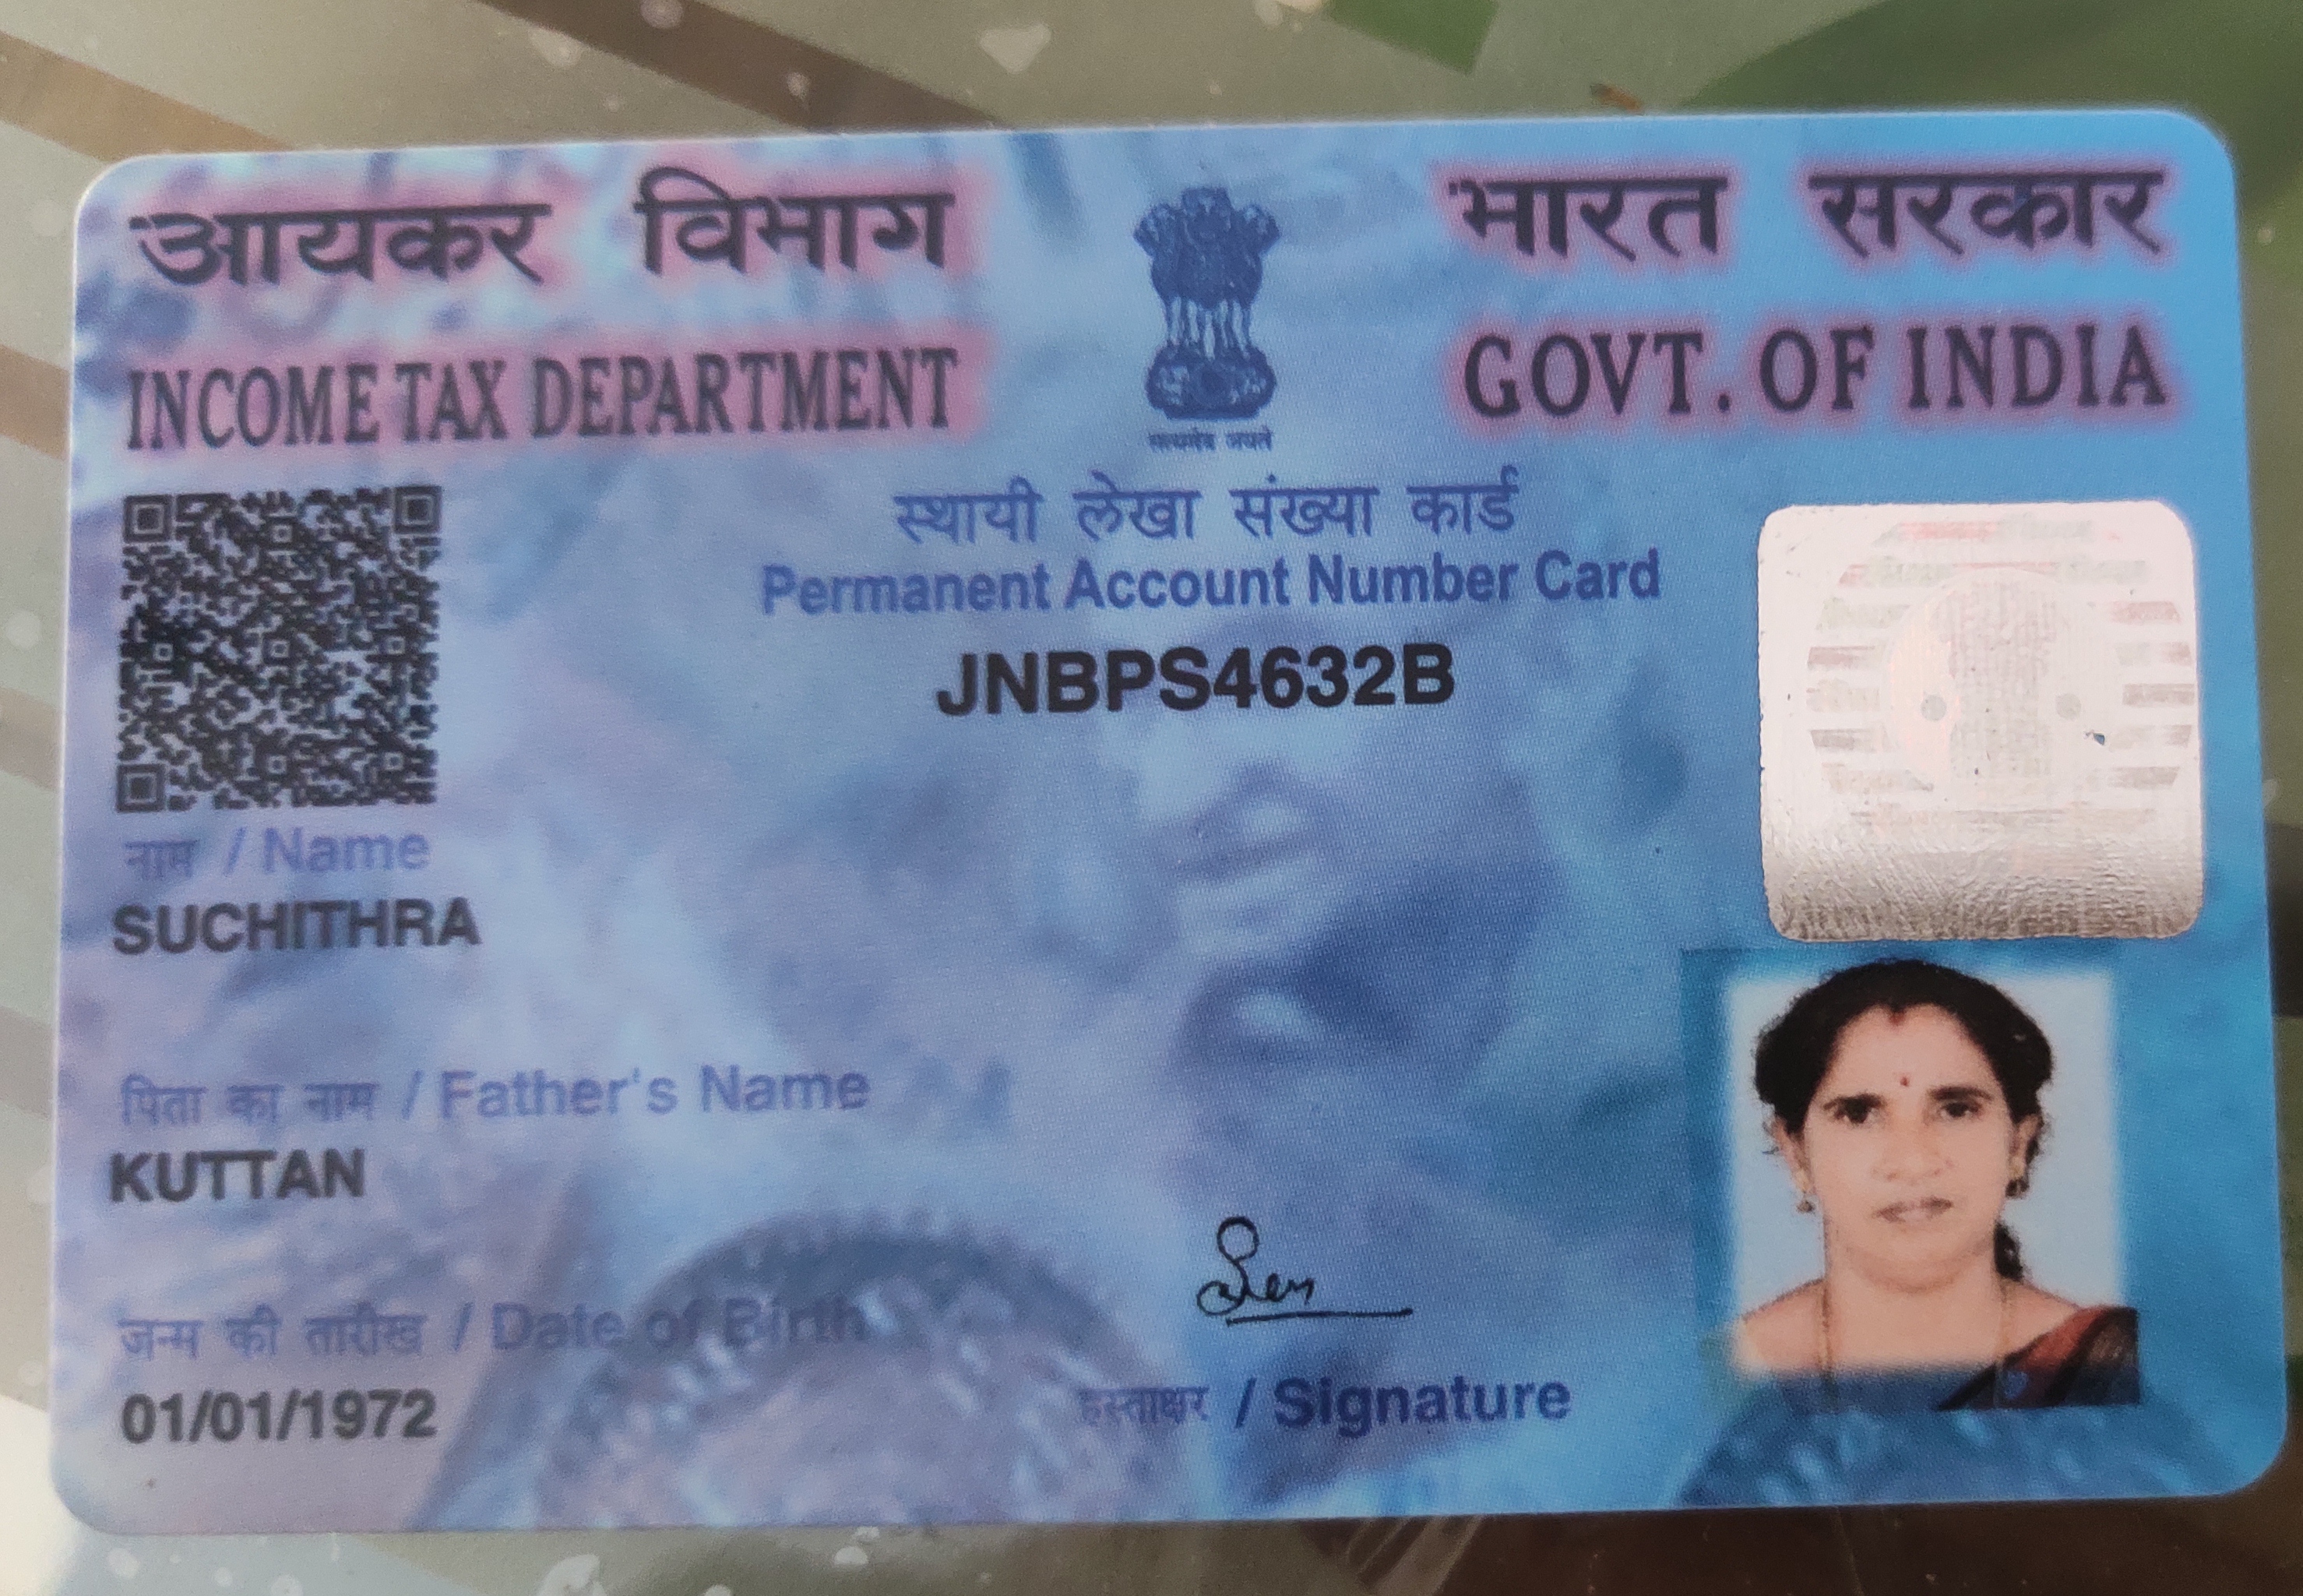 आयकर विभाग
INCOME TAX DEPARTMENT
सत्यमेव जयते
भारत सरकार
GOVT. OF INDIA
स्थायी लेखा संख्या कार्ड
Permanent Account Number Card
JNBPS4632B
नाम / Name
SUCHITHRA
पिता का नाम / Father's Name
KUTTAN
जन्म की तारीख / Date of Birth
01/01/1972
हस्ताक्षर / Signature